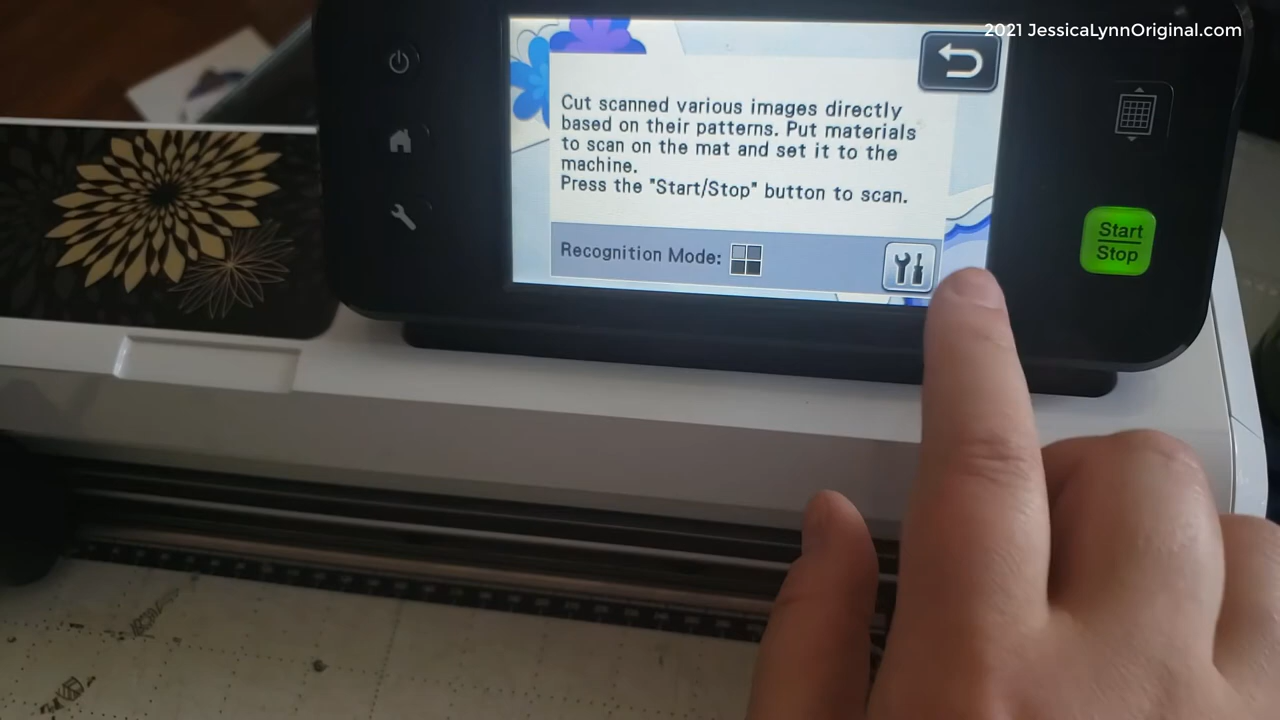 2021 JessicaLynnOriginal.com
Cut scanned various images directly
based on their patterns. Put materials
to scan on the mat and set it to the
machine.
Press the "Start/Stop" button to scan.
Recognition Mode:
Start
Stop